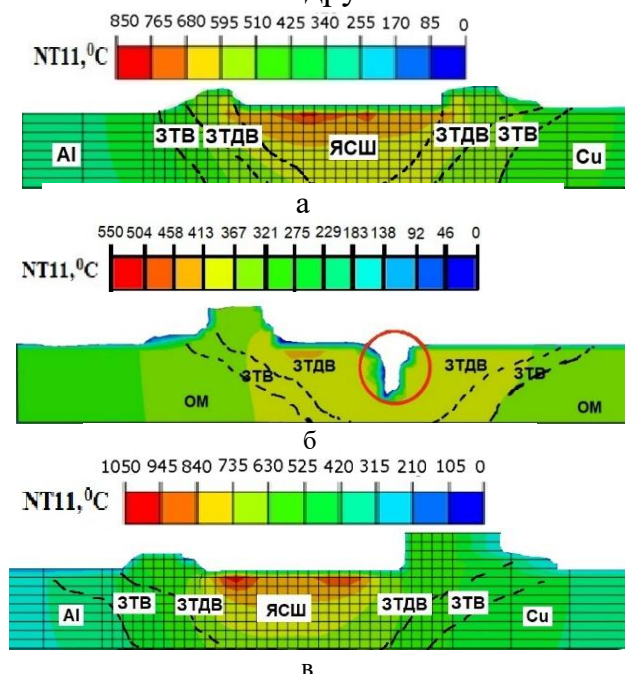 дру
850 765 680 595 510 425 340 255 170 85 0
NT11,⁰C
Al ЗТВ ЗТДВ ЯСШ ЗТДВ ЗТВ Cu
а
550 504 458 413 367 321 275 229 183 138 92 46 0
NT11,⁰C
ОМ ЗТВ ЗТДВ ЗТДВ ЗТВ ОМ
б
1050 945 840 735 630 525 420 315 210 105 0
NT11,⁰C
Al ЗТВ ЗТДВ ЯСШ ЗТДВ ЗТВ Cu
в